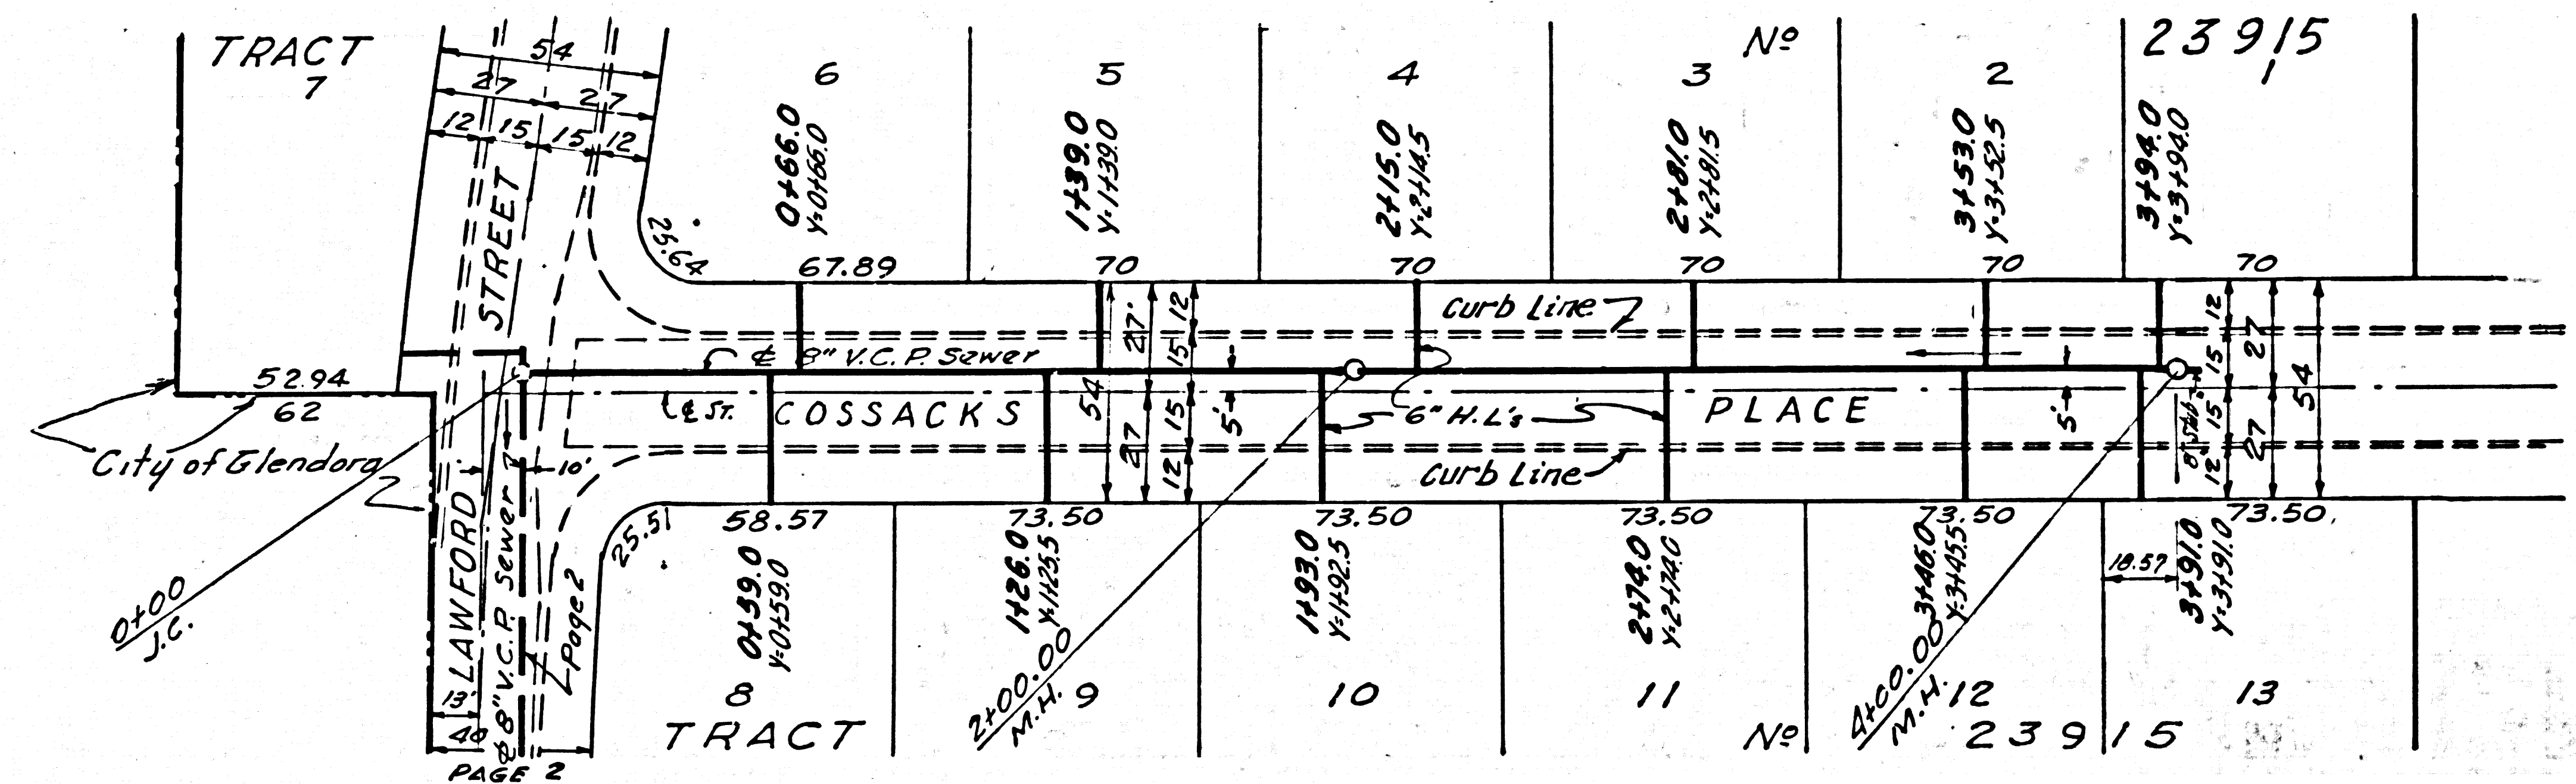 TRACT
Nº
23915
7
6
5
4
3
2
1
54
27
27
12
15
15
12
0+66.0
Y=0+66.0
1+39.0
Y=1+39.0
2+15.0
Y=2+14.5
2+81.0
Y=2+81.5
3+53.0
Y=3+52.5
3+94.0
Y=3+94.0
STREET
25.64
67.89
70
70
70
70
70
Curb Line
12
15
27
54
15
12
27
5'
₵ 8" V.C.P. Sewer
₵ ST.
COSSACKS
6" H.L's
PLACE
5'
8" Stub
12
15
15
12
27
27
54
52.94
62
City of Glendora
10'
Curb Line
LAWFORD
₵ 8" V.C.P. Sewer
Page 2
25.51
58.57
73.50
73.50
73.50
73.50
73.50
0+59.0
Y=0+59.0
1+26.0
Y=1+25.5
1+93.0
Y=1+92.5
2+74.0
Y=2+74.0
3+46.0
Y=3+45.5
18.57
3+91.0
Y=3+91.0
0+00
J.C.
2+00.00
M.H.
4+00.00
M.H.
13'
40
8
9
10
11
12
13
TRACT
Nº
23915
PAGE 2